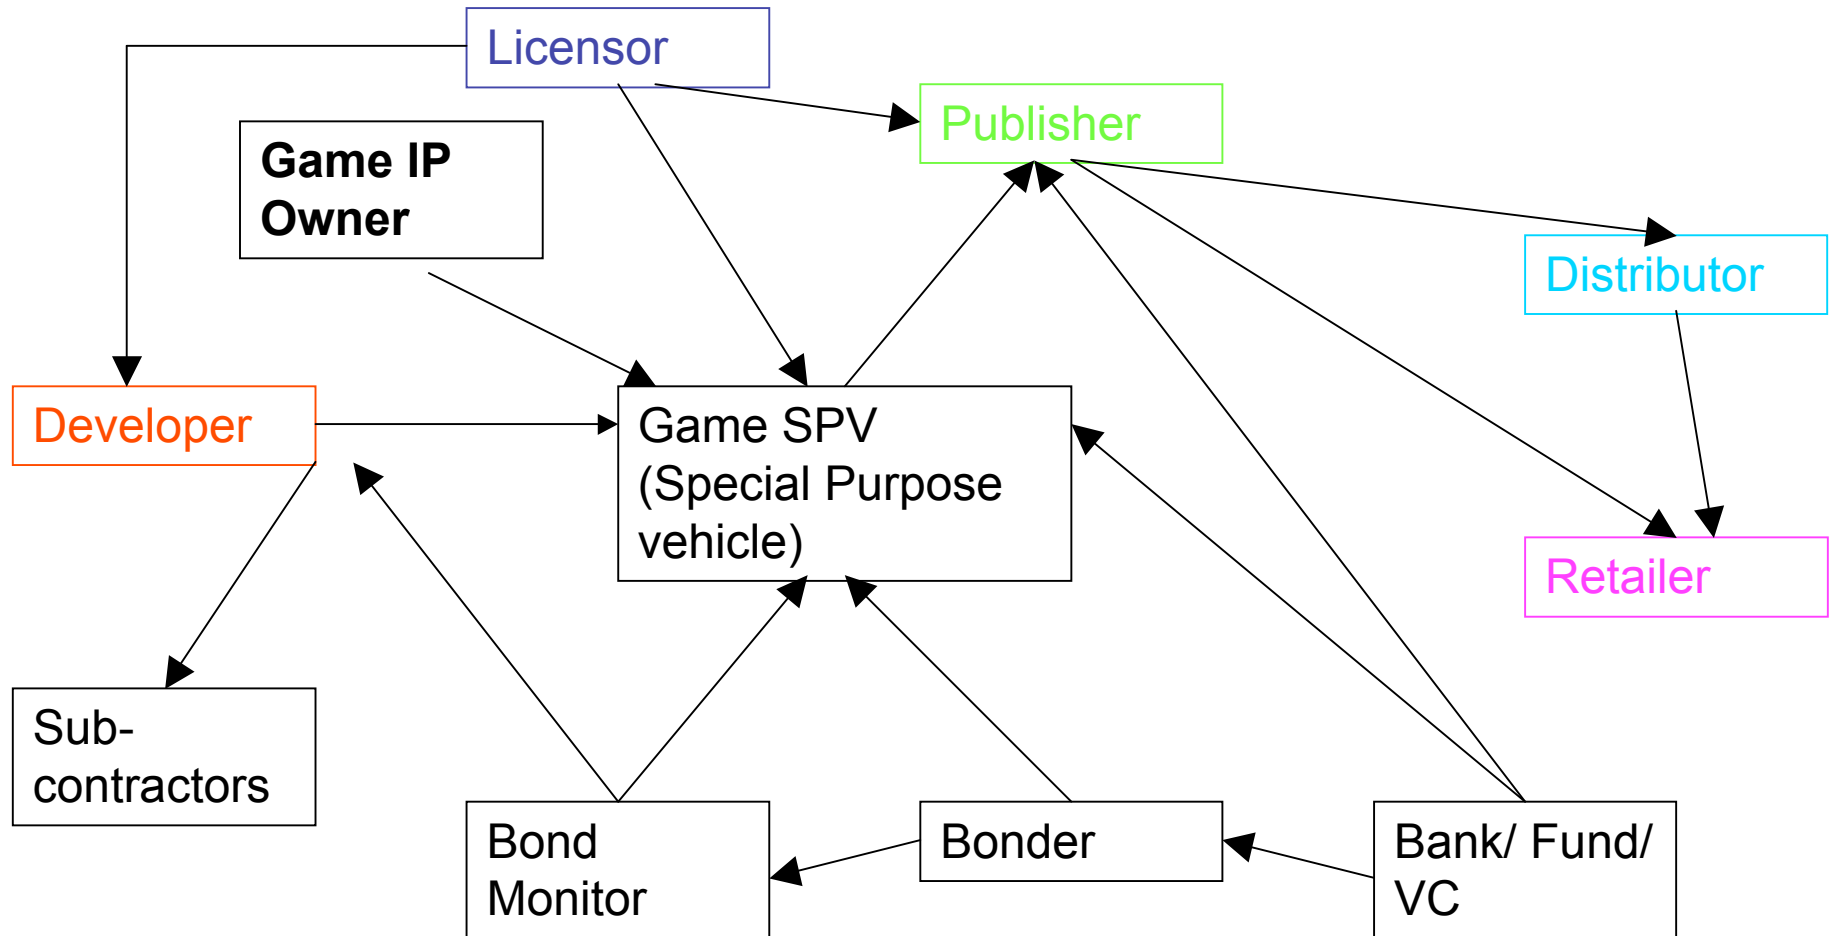 Licensor
Publisher
Game IP
Owner
Distributor
Developer
Game SPV
(Special Purpose
vehicle)
Retailer
Sub-
contractors
Bond
Monitor
Bonder
Bank/ Fund/
VC